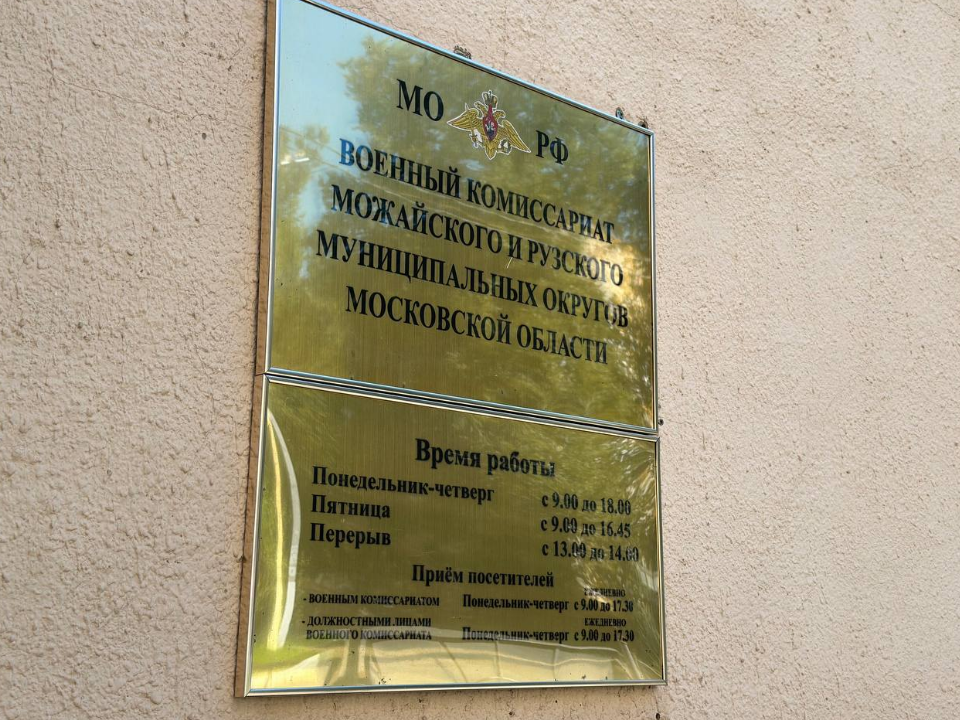 МО РФ
ВОЕННЫЙ КОМИССАРИАТ
МОЖАЙСКОГО И РУЗСКОГО
МУНИЦИПАЛЬНЫХ ОКРУГОВ
МОСКОВСКОЙ ОБЛАСТИ
Время работы
Понедельник-четверг с 9.00 до 18.00
Пятница с 9.00 до 16.45
Перерыв с 13.00 до 14.00
Приём посетителей
ЕЖЕДНЕВНО
- ВОЕННЫМ КОМИССАРИАТОМ Понедельник-четверг с 9.00 до 17.30
ЕЖЕДНЕВНО
- ДОЛЖНОСТНЫМИ ЛИЦАМИ
ВОЕННОГО КОМИССАРИАТА Понедельник-четверг с 9.00 до 17.30